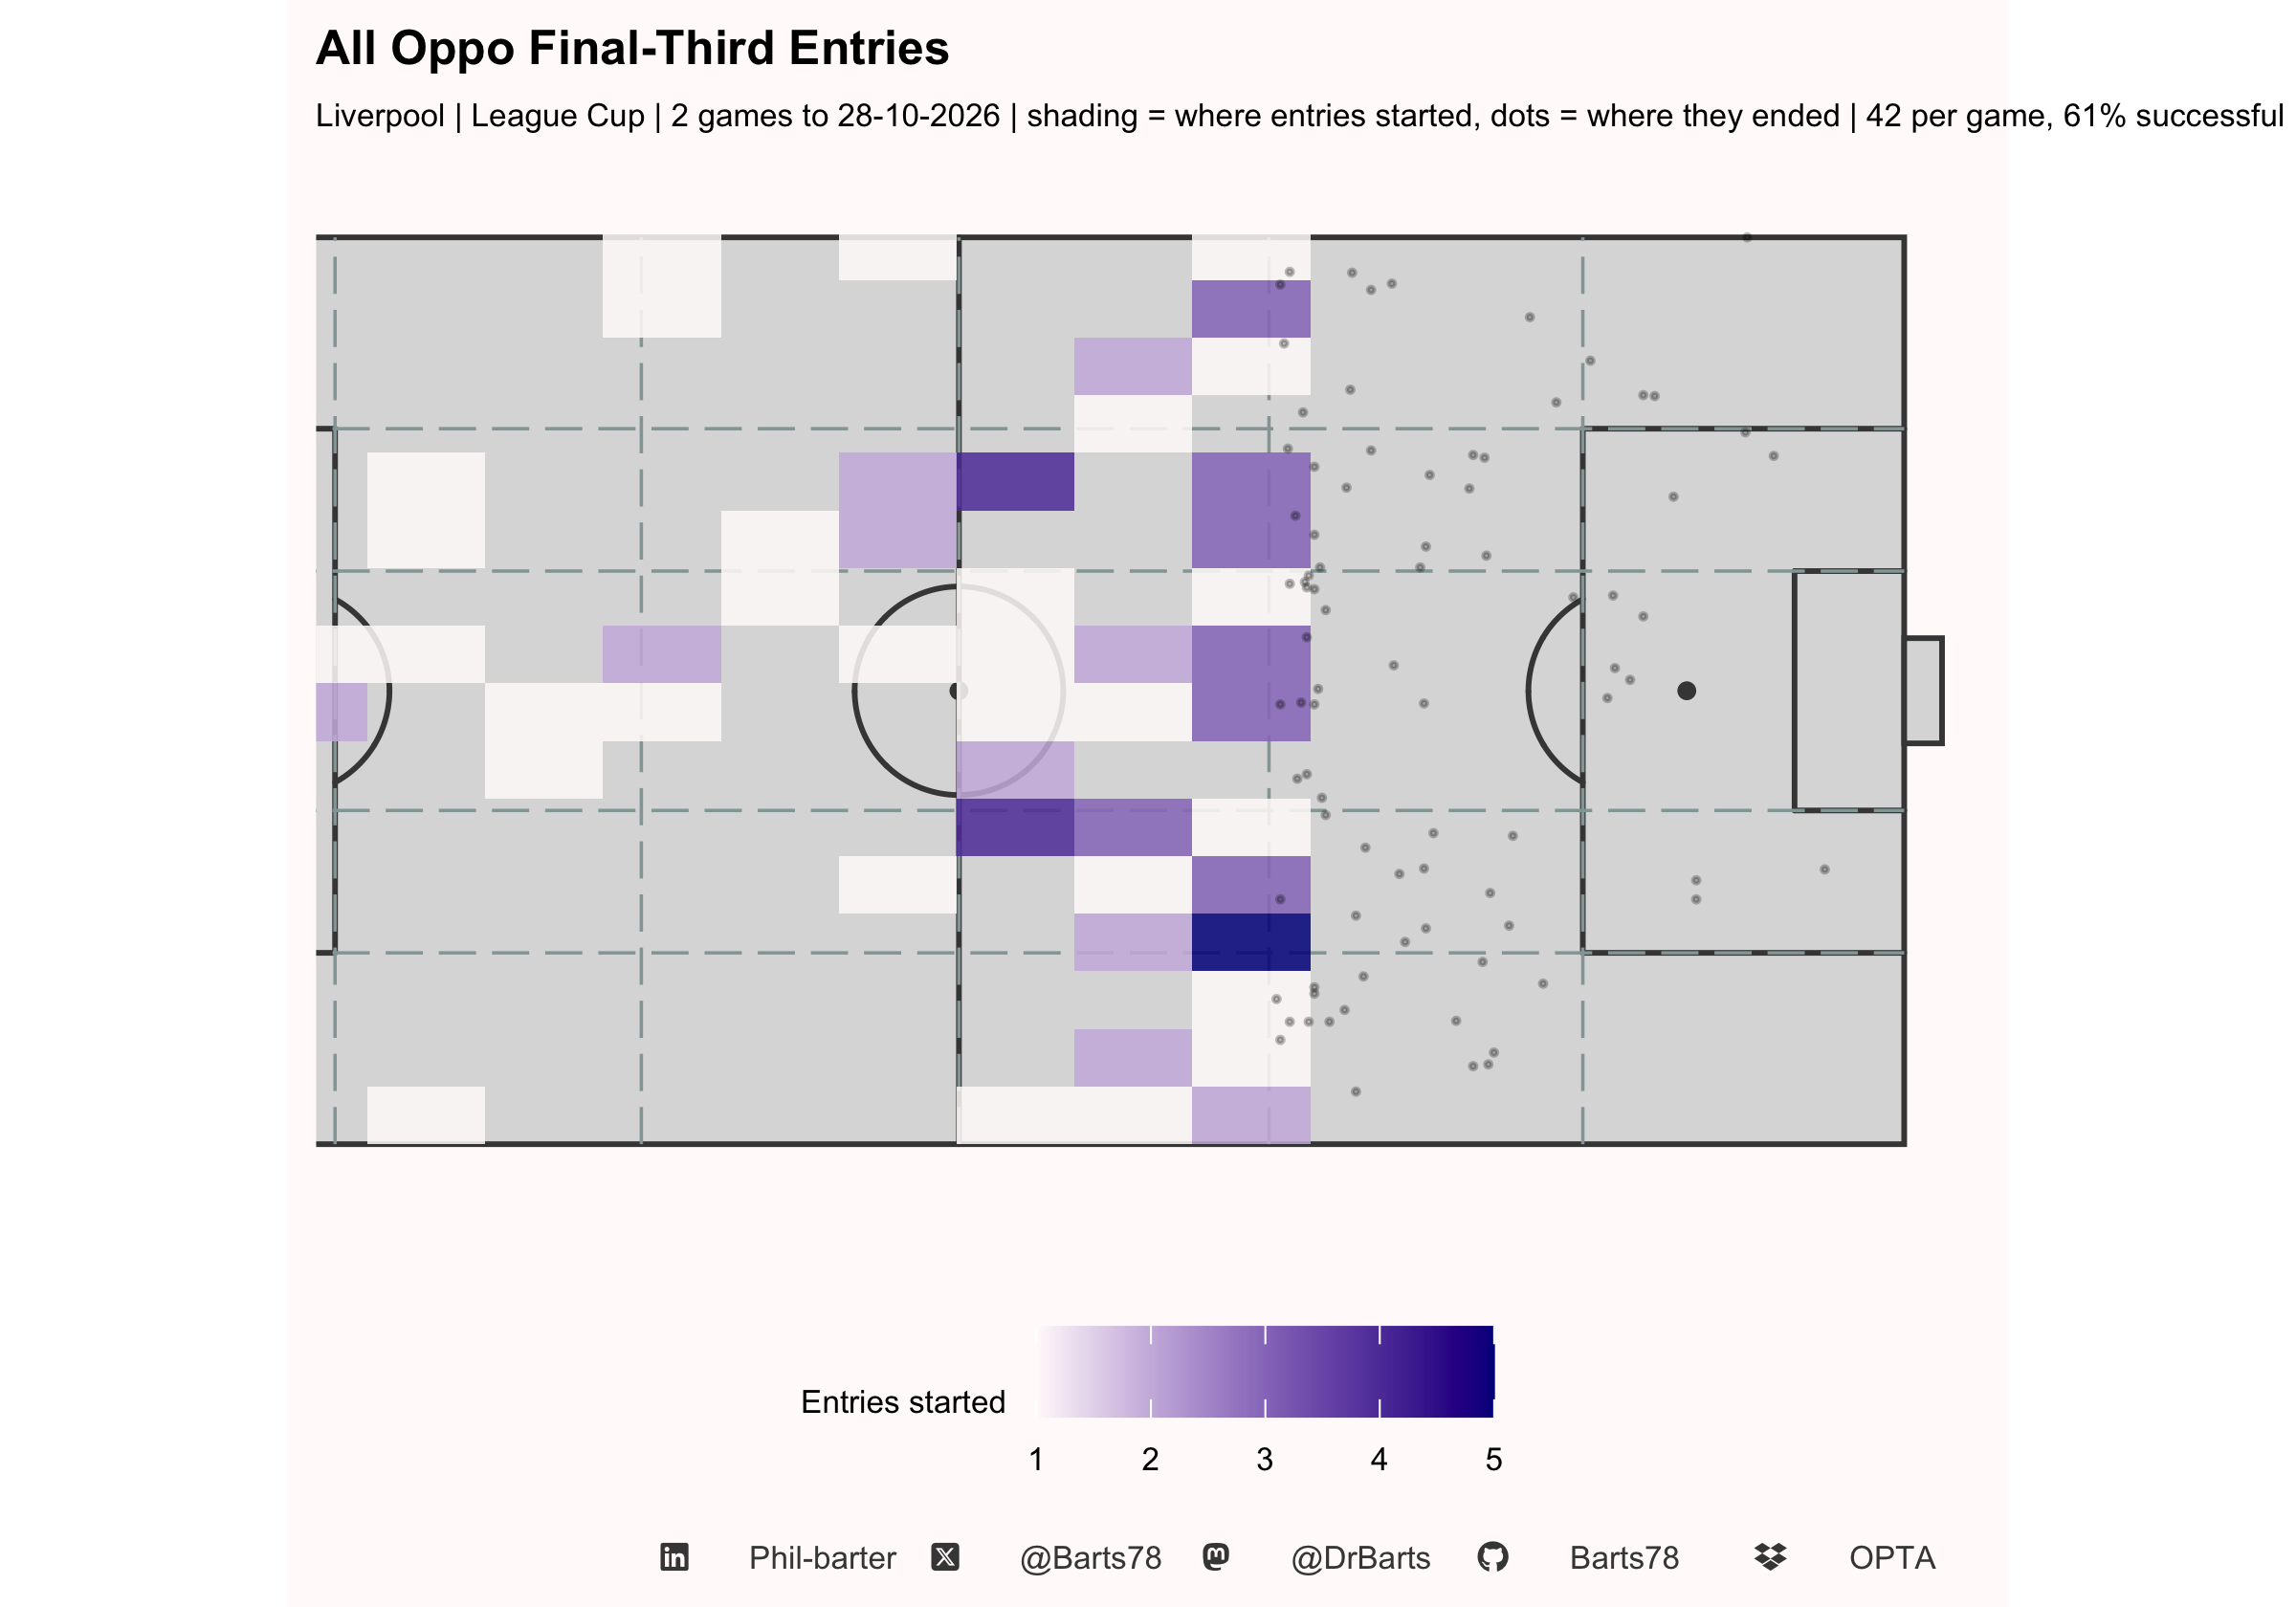 All Oppo Final-Third Entries
Liverpool | League Cup | 2 games to 28-10-2026 | shading = where entries started, dots = where they ended | 42 per game, 61% successful
Entries started
1 2 3 4 5
Phil-barter @Barts78 @DrBarts Barts78 OPTA